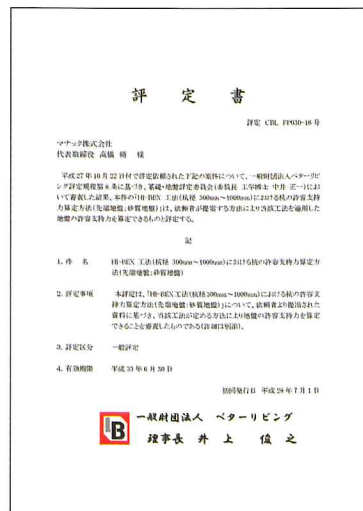 評定書
評定 CBL FP030-16号
マナック株式会社
代表取締役 高橋 脩 様
平成27年10月22日付で評定依頼された下記の案件について、一般財団法人ベターリビ
ング評定規程第8条に基づき、基礎・地盤評定委員会(委員長 工学博士 中井 正一)にお
いて審査した結果、本件の「HI-BEX工法(杭径300mm～1000mm)における杭の許容支持
力算定方法(先端地盤:砂質地盤)」は、依頼者が提案する方法により当該工法を適用した
地盤の許容支持力を算定できるものと評定する。
記
1. 件 名 HI-BEX工法(杭径300mm～1000mm)における杭の許容支持力算定方
法(先端地盤:砂質地盤)
2. 評定事項 本評定は、「HI-BEX工法(杭径300mm～1000mm)における杭の許容支
持力算定方法(先端地盤:砂質地盤)」について、依頼者より提出された
資料に基づき、当該工法が定める方法により地盤の許容支持力を算定
できることを審査したものである(詳細は別添)。
3. 評定区分 一般評定
4. 有効期限 平成33年6月30日
初回発行日 平成28年7月1日
一般財団法人 ベターリビング
理事長 井上 俊之